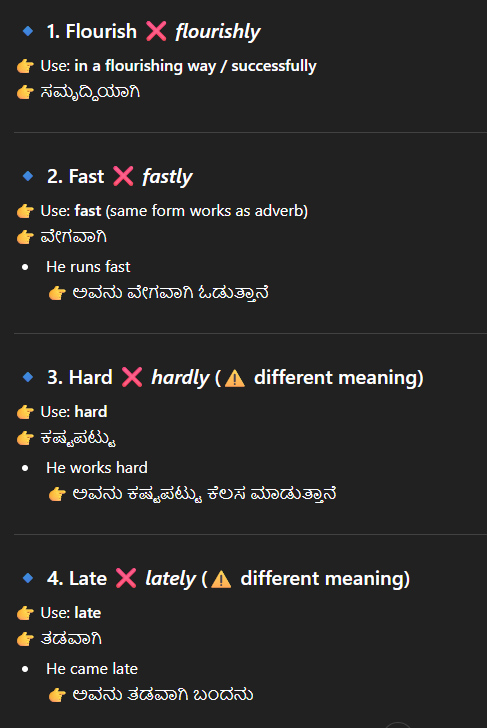 🔹 1. Flourish ❌ flourishly
👉 Use: in a flourishing way / successfully
👉 ಸಮೃದ್ಧಿಯಾಗಿ
🔹 2. Fast ❌ fastly
👉 Use: fast (same form works as adverb)
👉 ವೇಗವಾಗಿ
• He runs fast
👉 ಅವನು ವೇಗವಾಗಿ ಓಡುತ್ತಾನೆ
🔹 3. Hard ❌ hardly (⚠️ different meaning)
👉 Use: hard
👉 ಕಷ್ಟಪಟ್ಟು
• He works hard
👉 ಅವನು ಕಷ್ಟಪಟ್ಟು ಕೆಲಸ ಮಾಡುತ್ತಾನೆ
🔹 4. Late ❌ lately (⚠️ different meaning)
👉 Use: late
👉 ತಡವಾಗಿ
• He came late
👉 ಅವನು ತಡವಾಗಿ ಬಂದನು